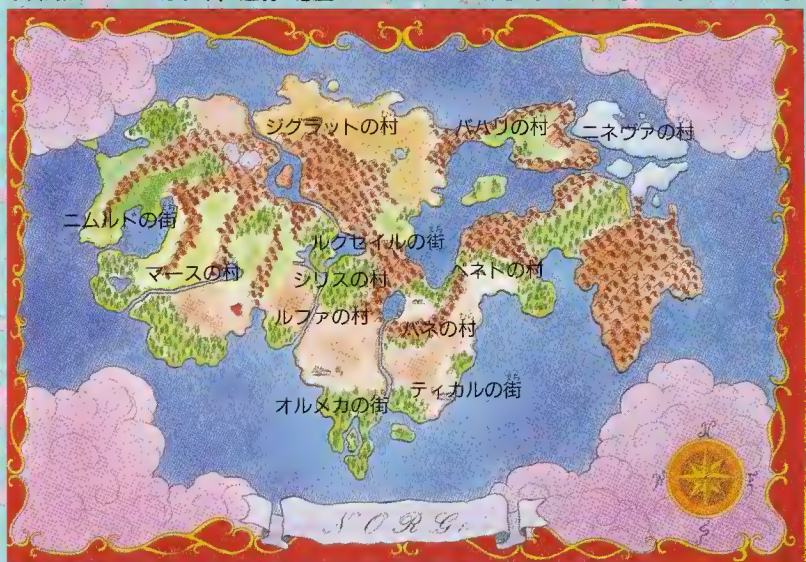 ジグラットの村
バハリの村
ニネヴァの村
ニムルドの街
ルクセイルの街
マースの村
シリスの村
ペネトの村
ルファの村
ハネの村
ティカルの街
オルメカの街
NORG